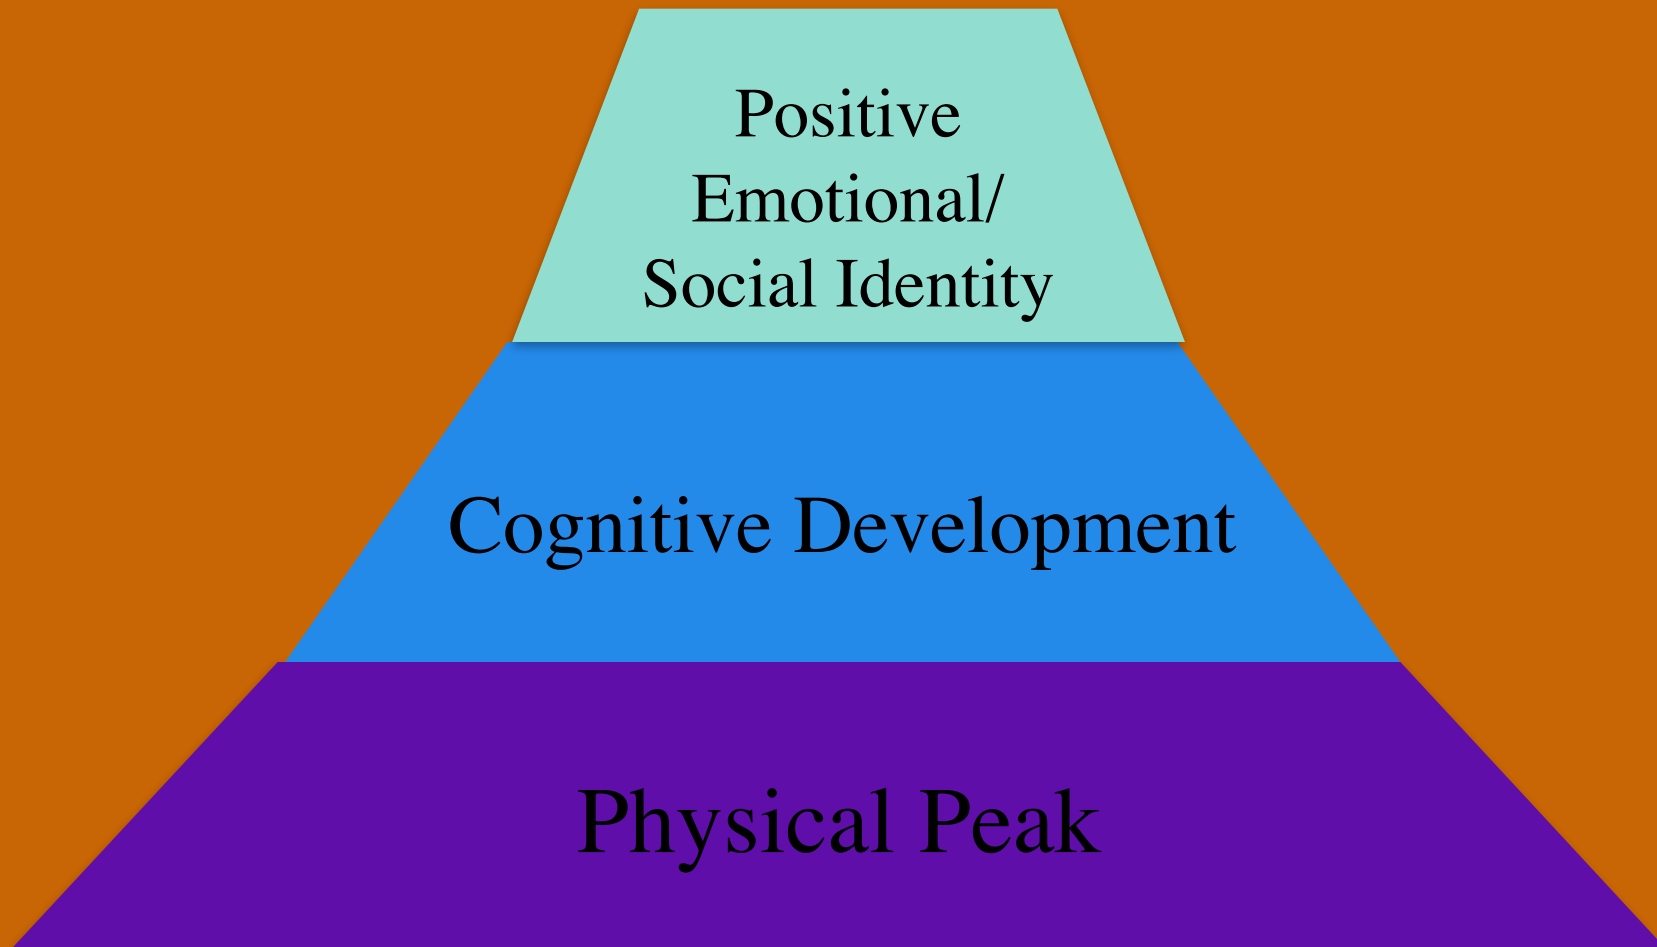 Positive
Emotional/
Social Identity
Cognitive Development
Physical Peak